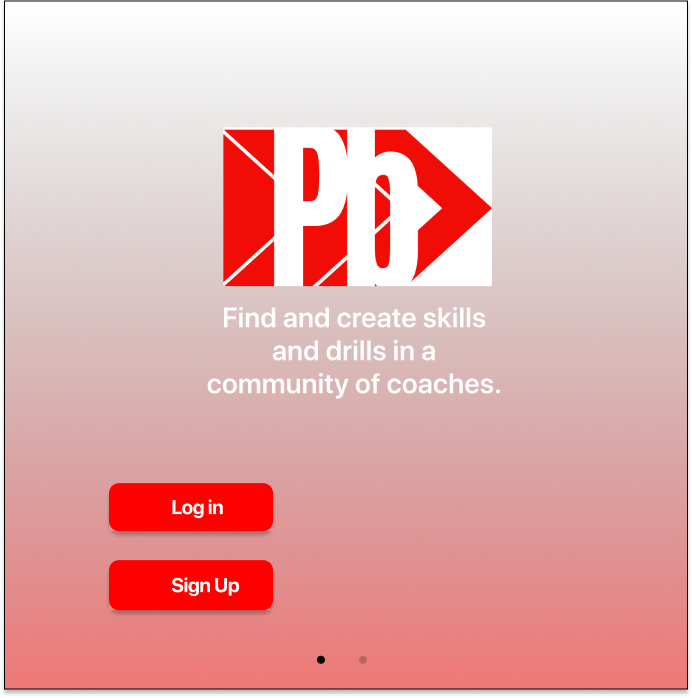 Pb
Find and create skills
and drills in a
community of coaches.
Log in
Sign Up